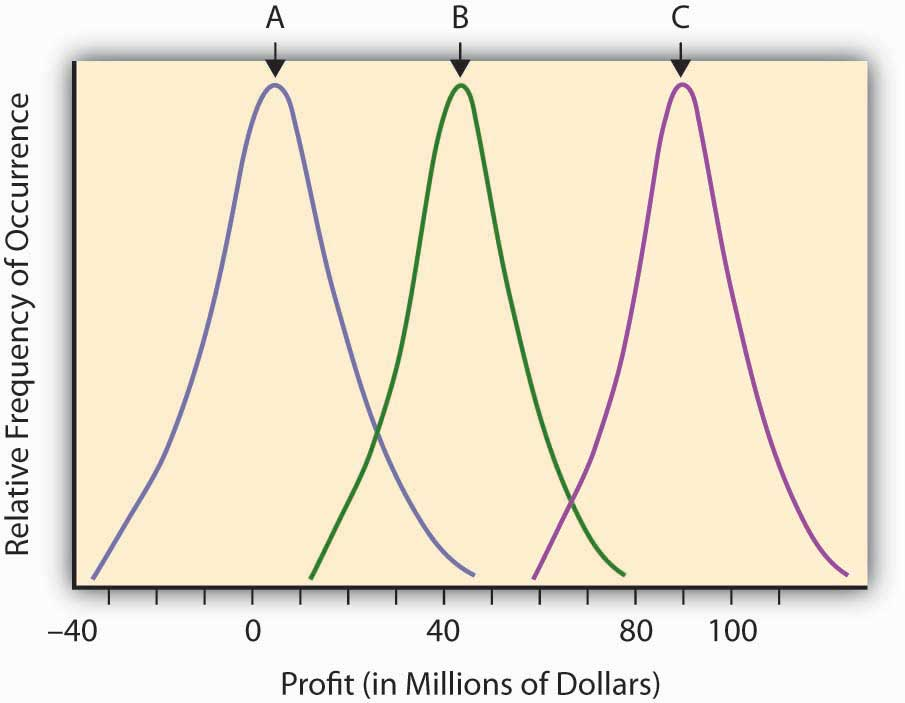 A B C
Relative Frequency of Occurrence
–40 0 40 80 100
Profit (in Millions of Dollars)